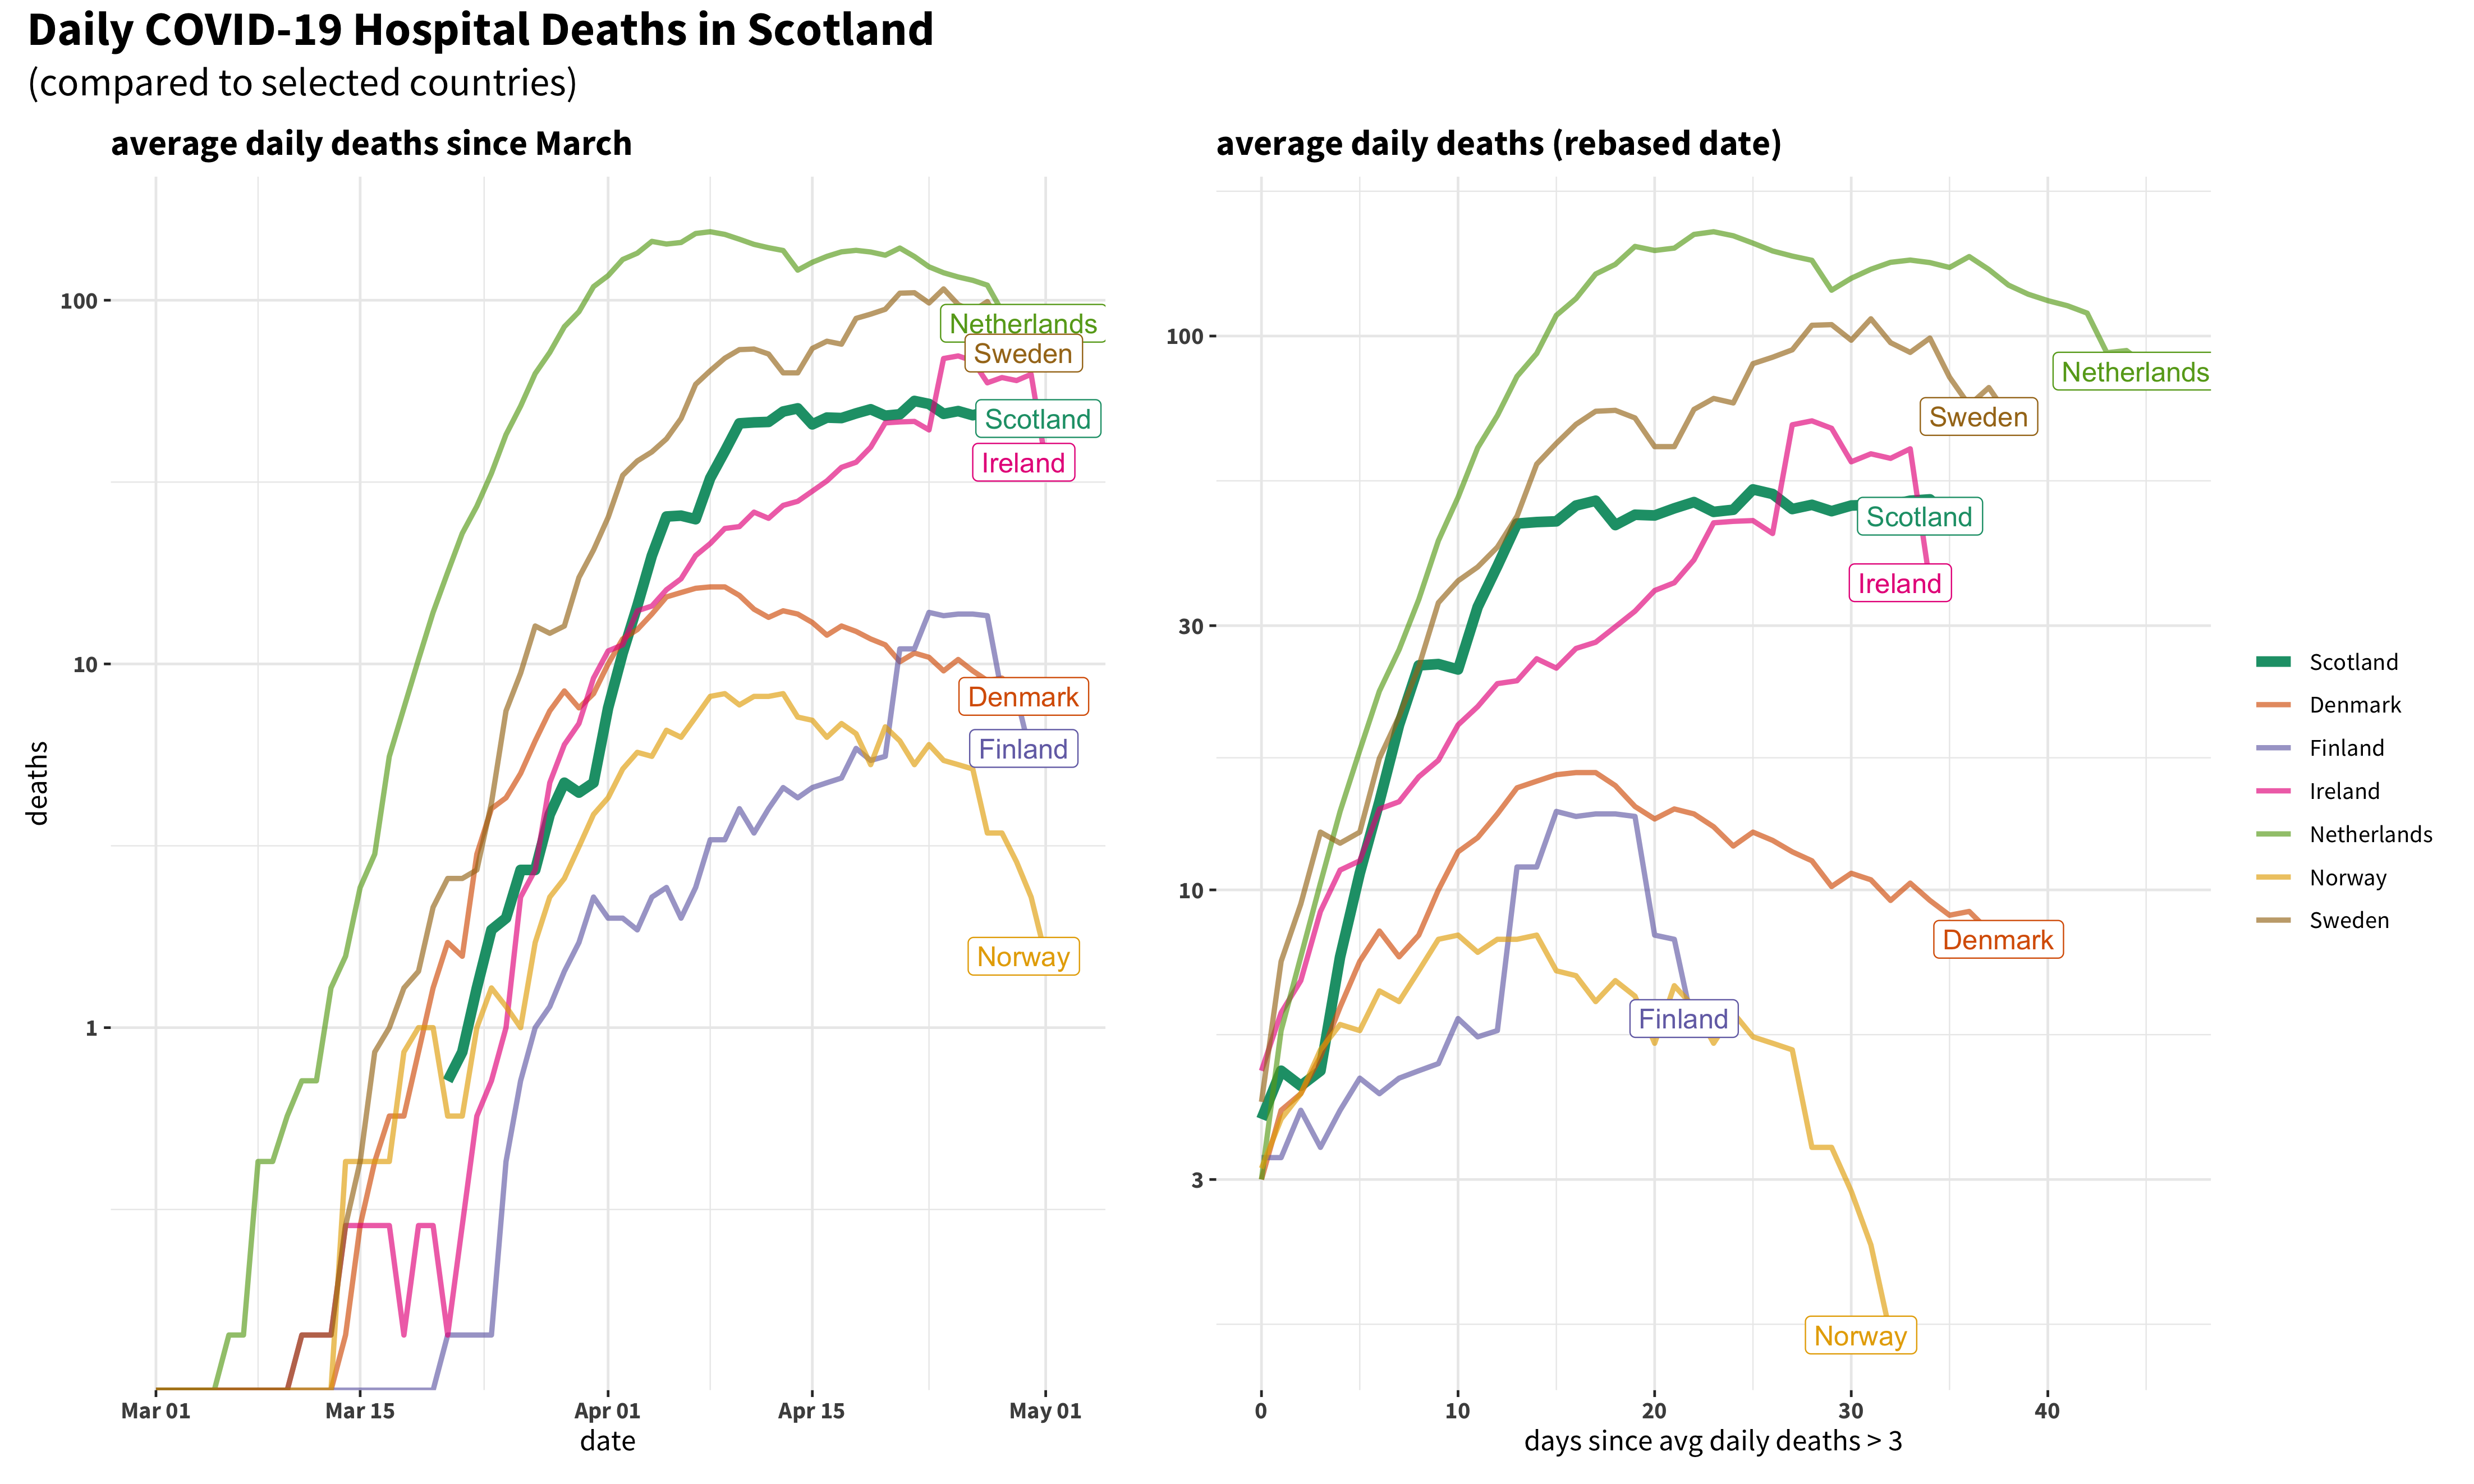 Daily COVID-19 Hospital Deaths in Scotland
(compared to selected countries)
average daily deaths since March
100
10
1
deaths
Netherlands
Sweden
Scotland
Ireland
Denmark
Finland
Norway
Mar 01
Mar 15
Apr 01
Apr 15
May 01
date
average daily deaths (rebased date)
100
30
10
3
Netherlands
Sweden
Scotland
Ireland
Denmark
Finland
Norway
0
10
20
30
40
days since avg daily deaths > 3
Scotland
Denmark
Finland
Ireland
Netherlands
Norway
Sweden